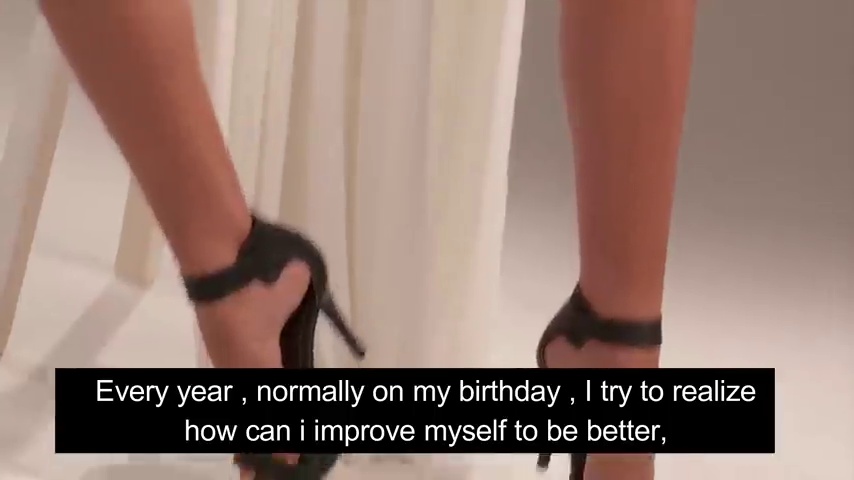 Every year , normally on my birthday , I try to realize
how can i improve myself to be better,